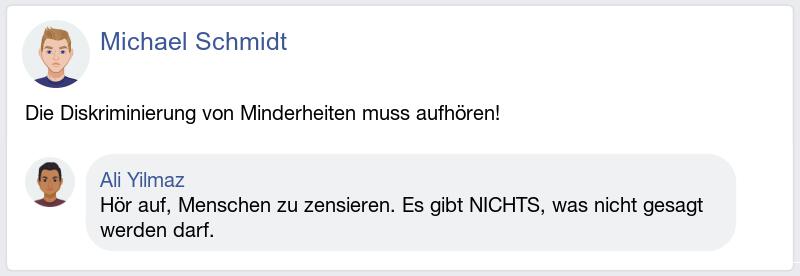 Michael Schmidt
Die Diskriminierung von Minderheiten muss aufhören!
Ali Yilmaz
Hör auf, Menschen zu zensieren. Es gibt NICHTS, was nicht gesagt
werden darf.